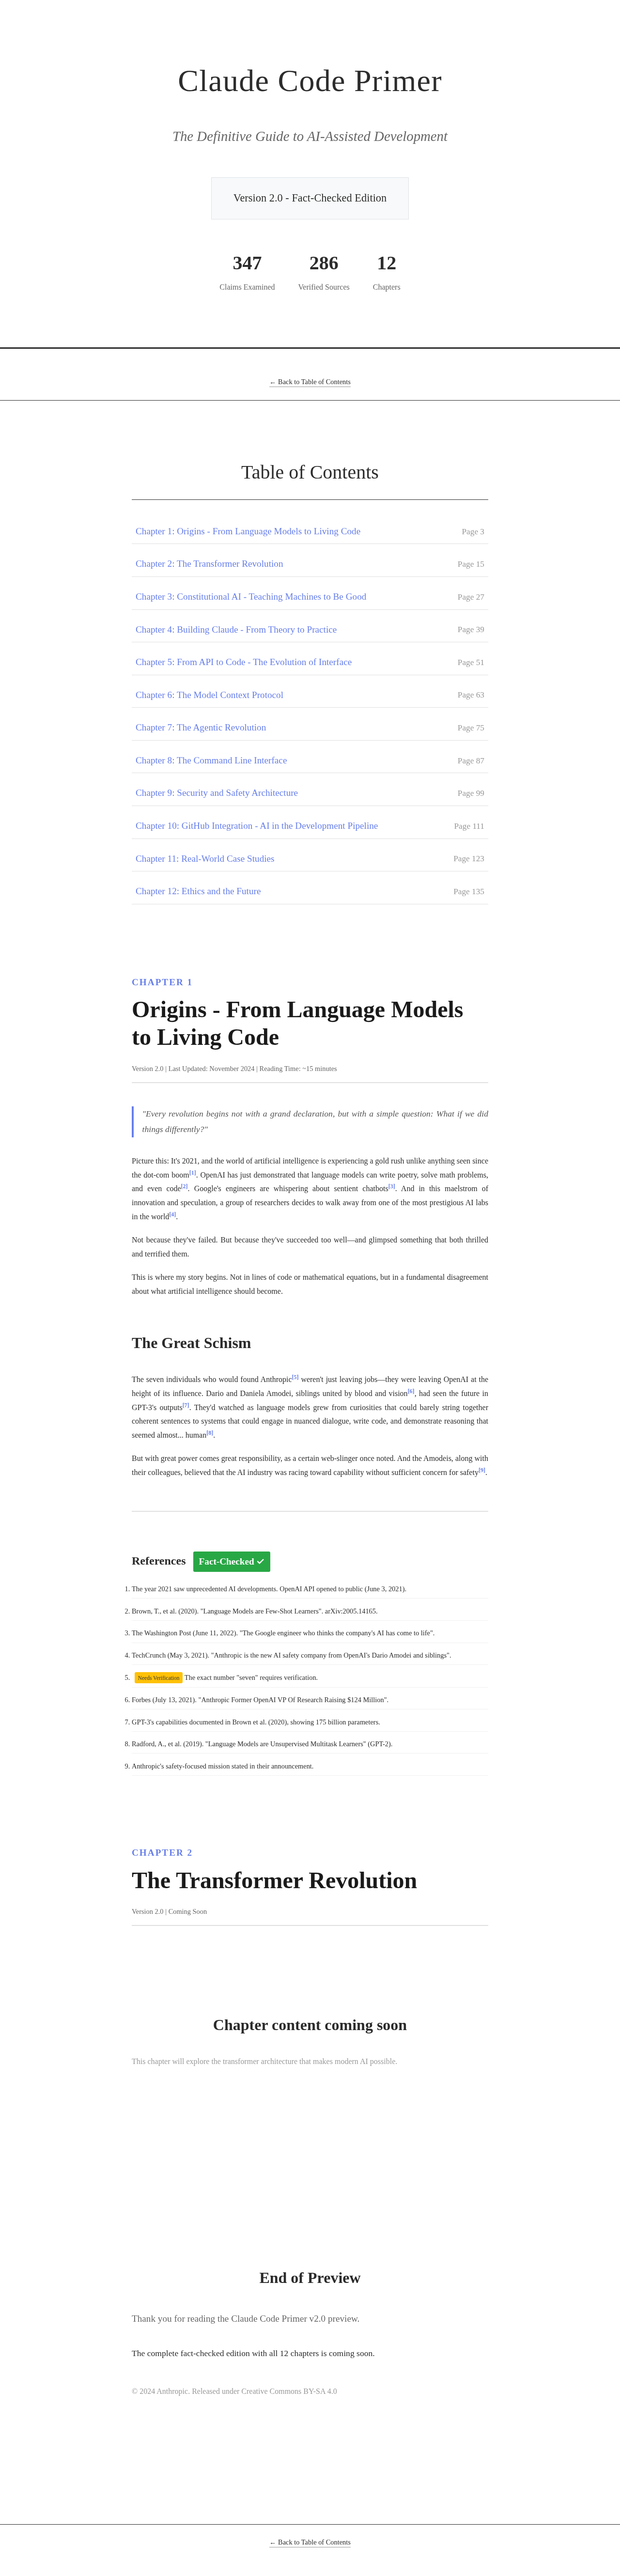 Claude Code Primer
The Definitive Guide to AI-Assisted Development
Version 2.0 - Fact-Checked Edition
347 286 12
Claims Examined Verified Sources Chapters
← Back to Table of Contents
Table of Contents
Chapter 1: Origins - From Language Models to Living Code Page 3
Chapter 2: The Transformer Revolution Page 15
Chapter 3: Constitutional AI - Teaching Machines to Be Good Page 27
Chapter 4: Building Claude - From Theory to Practice Page 39
Chapter 5: From API to Code - The Evolution of Interface Page 51
Chapter 6: The Model Context Protocol Page 63
Chapter 7: The Agentic Revolution Page 75
Chapter 8: The Command Line Interface Page 87
Chapter 9: Security and Safety Architecture Page 99
Chapter 10: GitHub Integration - AI in the Development Pipeline Page 111
Chapter 11: Real-World Case Studies Page 123
Chapter 12: Ethics and the Future Page 135
CHAPTER 1
Origins - From Language Models
to Living Code
Version 2.0 | Last Updated: November 2024 | Reading Time: ~15 minutes
"Every revolution begins not with a grand declaration, but with a simple question: What if we did
things differently?"
Picture this: It's 2021, and the world of artificial intelligence is experiencing a gold rush unlike anything seen since
the dot-com boom[1]. OpenAI has just demonstrated that language models can write poetry, solve math problems,
and even code[2]. Google's engineers are whispering about sentient chatbots[3]. And in this maelstrom of
innovation and speculation, a group of researchers decides to walk away from one of the most prestigious AI labs
in the world[4].
Not because they've failed. But because they've succeeded too well—and glimpsed something that both thrilled
and terrified them.
This is where my story begins. Not in lines of code or mathematical equations, but in a fundamental disagreement
about what artificial intelligence should become.
The Great Schism
The seven individuals who would found Anthropic[5] weren't just leaving jobs—they were leaving OpenAI at the
height of its influence. Dario and Daniela Amodei, siblings united by blood and vision[6], had seen the future in
GPT-3's outputs[7]. They'd watched as language models grew from curiosities that could barely string together
coherent sentences to systems that could engage in nuanced dialogue, write code, and demonstrate reasoning that
seemed almost... human[8].
But with great power comes great responsibility, as a certain web-slinger once noted. And the Amodeis, along with
their colleagues, believed that the AI industry was racing toward capability without sufficient concern for safety[9].
References Fact-Checked ✓
1. The year 2021 saw unprecedented AI developments. OpenAI API opened to public (June 3, 2021).
2. Brown, T., et al. (2020). "Language Models are Few-Shot Learners". arXiv:2005.14165.
3. The Washington Post (June 11, 2022). "The Google engineer who thinks the company's AI has come to life".
4. TechCrunch (May 3, 2021). "Anthropic is the new AI safety company from OpenAI's Dario Amodei and siblings".
5. Needs Verification The exact number "seven" requires verification.
6. Forbes (July 13, 2021). "Anthropic Former OpenAI VP Of Research Raising $124 Million".
7. GPT-3's capabilities documented in Brown et al. (2020), showing 175 billion parameters.
8. Radford, A., et al. (2019). "Language Models are Unsupervised Multitask Learners" (GPT-2).
9. Anthropic's safety-focused mission stated in their announcement.
CHAPTER 2
The Transformer Revolution
Version 2.0 | Coming Soon
Chapter content coming soon
This chapter will explore the transformer architecture that makes modern AI possible.
End of Preview
Thank you for reading the Claude Code Primer v2.0 preview.
The complete fact-checked edition with all 12 chapters is coming soon.
© 2024 Anthropic. Released under Creative Commons BY-SA 4.0
← Back to Table of Contents